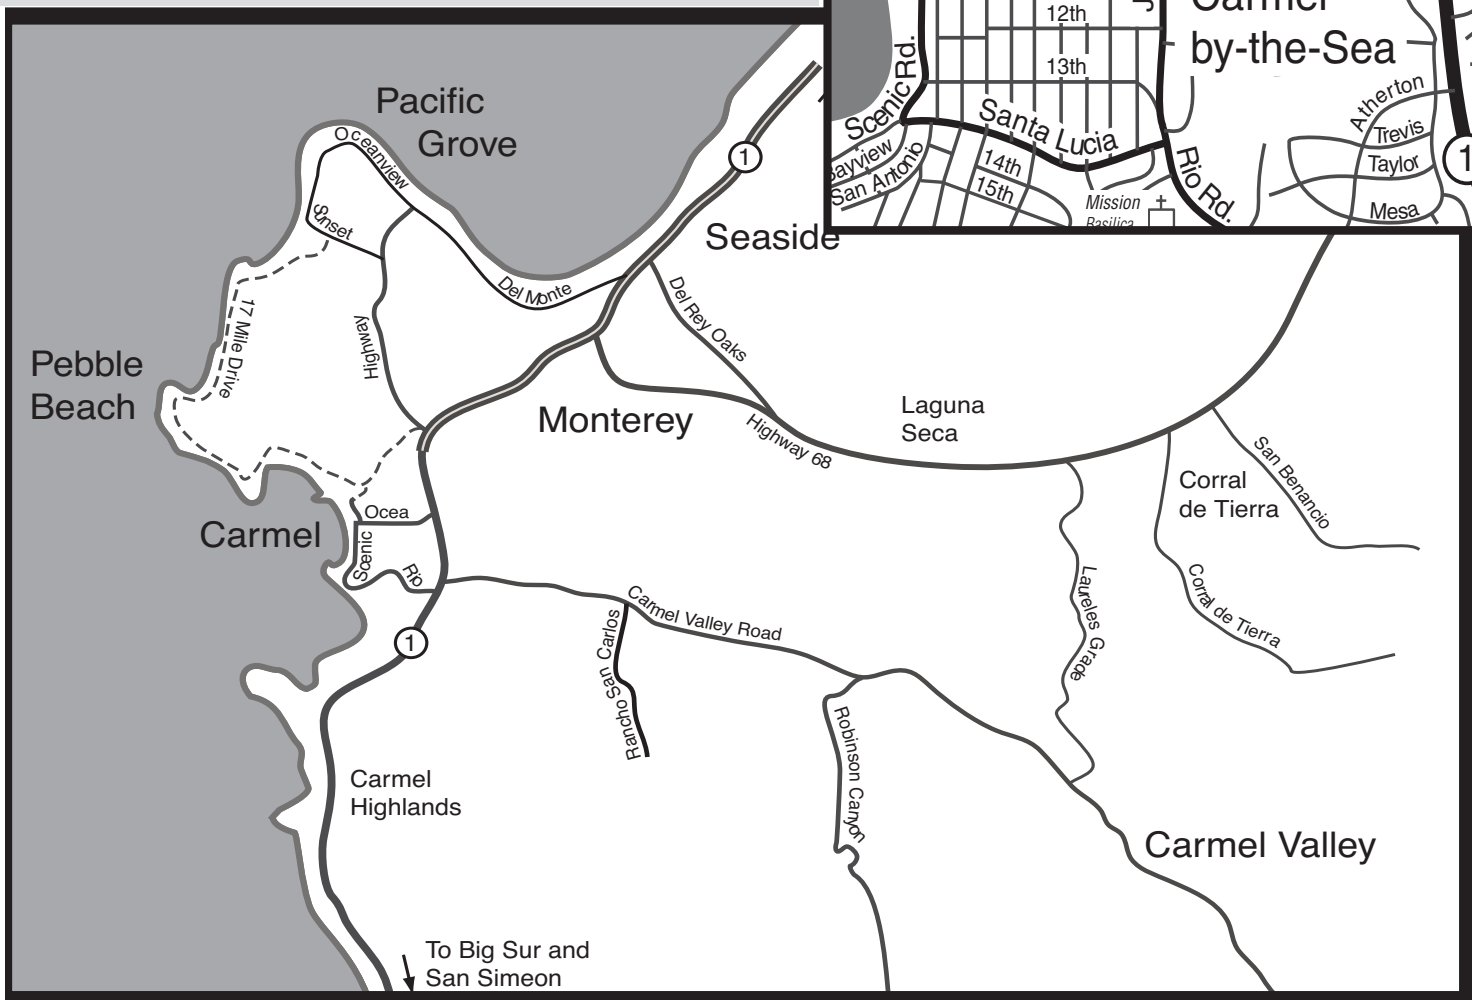 Carmel
by-the-Sea
12th
13th
Scenic Rd.
Santa Lucia
Atherton
Trevis
Taylor
Mesa
1
Bayview
San Antonio
14th
15th
Rio Rd.
Mission
Basilica
Pacific
Grove
Oceanview
Sunset
1
Seaside
Del Monte
Del Rey Oaks
17 Mile Drive
Highway
Pebble
Beach
Monterey
Highway 68
Laguna
Seca
Corral
de Tierra
San Benancio
Corral de Tierra
Laureles Grade
Carmel
Ocea
Scenic
Rio
1
Carmel Valley Road
Rancho San Carlos
Robinson Canyon
Carmel
Highlands
Carmel Valley
To Big Sur and
San Simeon